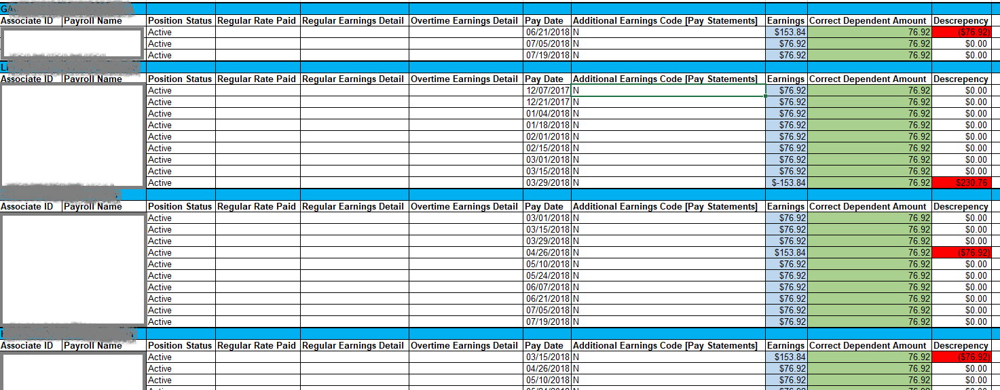 GA
Associate ID Payroll Name Position Status Regular Rate Paid Regular Earnings Detail Overtime Earnings Detail Pay Date Additional Earnings Code [Pay Statements] Earnings Correct Dependent Amount Descrepency
Active 06/21/2018 N $153.84 76.92 ($76.92)
Active 07/05/2018 N $76.92 76.92 $0.00
Active 07/19/2018 N $76.92 76.92 $0.00
Associate ID Payroll Name Position Status Regular Rate Paid Regular Earnings Detail Overtime Earnings Detail Pay Date Additional Earnings Code [Pay Statements] Earnings Correct Dependent Amount Descrepency
Active 12/07/2017 N $76.92 76.92 $0.00
Active 12/21/2017 N $76.92 76.92 $0.00
Active 01/04/2018 N $76.92 76.92 $0.00
Active 01/18/2018 N $76.92 76.92 $0.00
Active 02/01/2018 N $76.92 76.92 $0.00
Active 02/15/2018 N $76.92 76.92 $0.00
Active 03/01/2018 N $76.92 76.92 $0.00
Active 03/15/2018 N $76.92 76.92 $0.00
Active 03/29/2018 N $-153.84 76.92 $230.76
Associate ID Payroll Name Position Status Regular Rate Paid Regular Earnings Detail Overtime Earnings Detail Pay Date Additional Earnings Code [Pay Statements] Earnings Correct Dependent Amount Descrepency
Active 03/01/2018 N $76.92 76.92 $0.00
Active 03/15/2018 N $76.92 76.92 $0.00
Active 03/29/2018 N $76.92 76.92 $0.00
Active 04/26/2018 N $153.84 76.92 ($76.92)
Active 05/10/2018 N $76.92 76.92 $0.00
Active 05/24/2018 N $76.92 76.92 $0.00
Active 06/07/2018 N $76.92 76.92 $0.00
Active 06/21/2018 N $76.92 76.92 $0.00
Active 07/05/2018 N $76.92 76.92 $0.00
Active 07/19/2018 N $76.92 76.92 $0.00
Associate ID Payroll Name Position Status Regular Rate Paid Regular Earnings Detail Overtime Earnings Detail Pay Date Additional Earnings Code [Pay Statements] Earnings Correct Dependent Amount Descrepency
Active 03/15/2018 N $153.84 76.92 ($76.92)
Active 04/26/2018 N $76.92 76.92 $0.00
Active 05/10/2018 N $76.92 76.92 $0.00